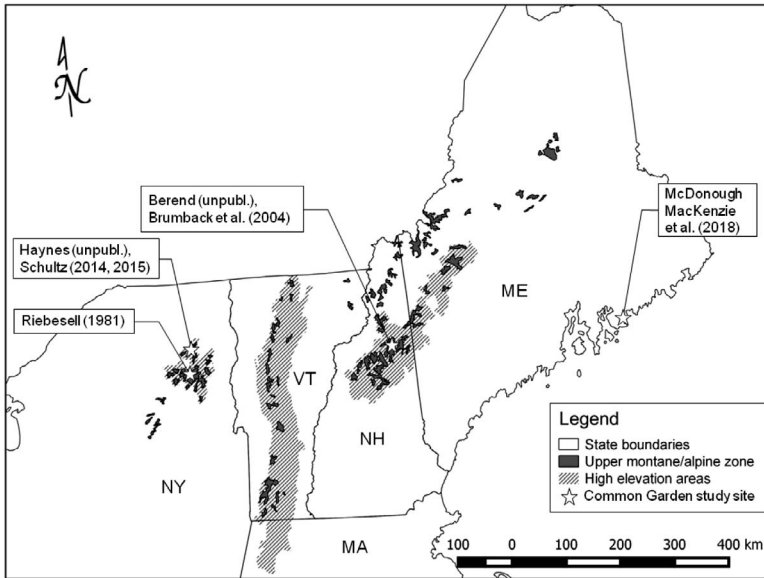 N
Berend (unpubl.),
Brumback et al. (2004)
McDonough
MacKenzie
et al. (2018)
Haynes (unpubl.),
Schultz (2014, 2015)
Riebesell (1981)
ME
VT
NH
NY
MA
Legend
State boundaries
Upper montane/alpine zone
High elevation areas
Common Garden study site
100 0 100 200 300 400 km